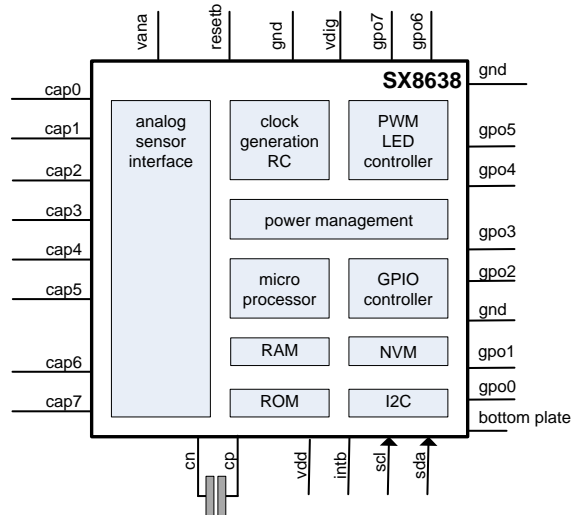 vana
resetb
gnd
vdig
gpo7
gpo6
SX8638
gnd
cap0
cap1
cap2
cap3
cap4
cap5
cap6
cap7
analog
sensor
interface
clock
generation
RC
PWM
LED
controller
power management
micro
processor
GPIO
controller
RAM
NVM
ROM
I2C
gpo5
gpo4
gpo3
gpo2
gnd
gpo1
gpo0
bottom plate
cn
cp
vdd
intb
scl
sda